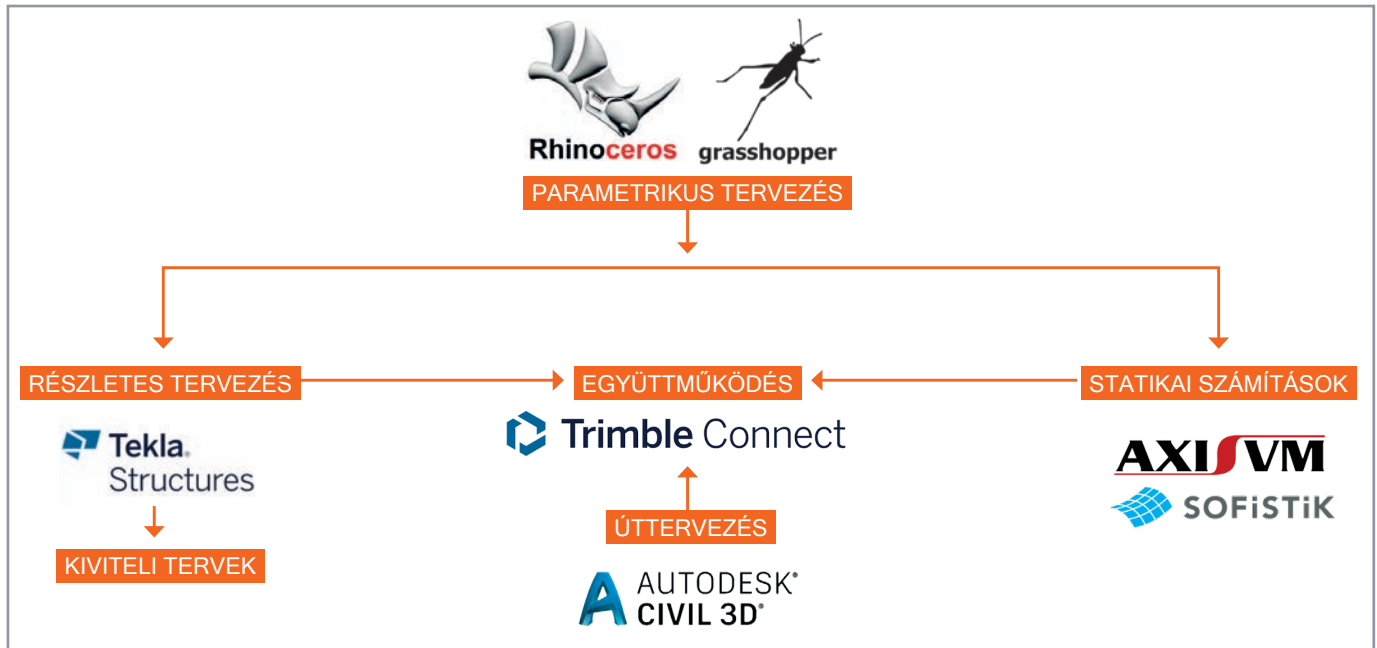 Rhinoceros
grasshopper
PARAMETRIKUS TERVEZÉS
RÉSZLETES TERVEZÉS
EGYÜTTMŰKÖDÉS
STATIKAI SZÁMÍTÁSOK
Tekla®
Structures
Trimble Connect
AXISVM
SOFiSTiK
KIVITELI TERVEK
ÚTTERVEZÉS
AUTODESK®
CIVIL 3D®